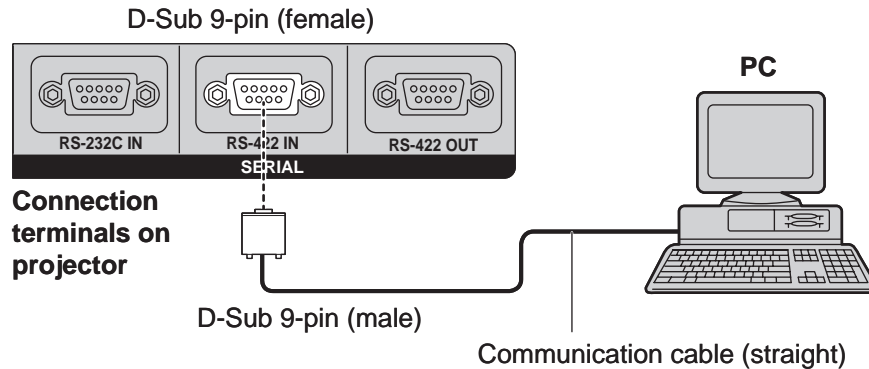 D-Sub 9-pin (female)
PC
RS-232C IN
RS-422 IN
RS-422 OUT
SERIAL
Connection
terminals on
projector
D-Sub 9-pin (male)
Communication cable (straight)